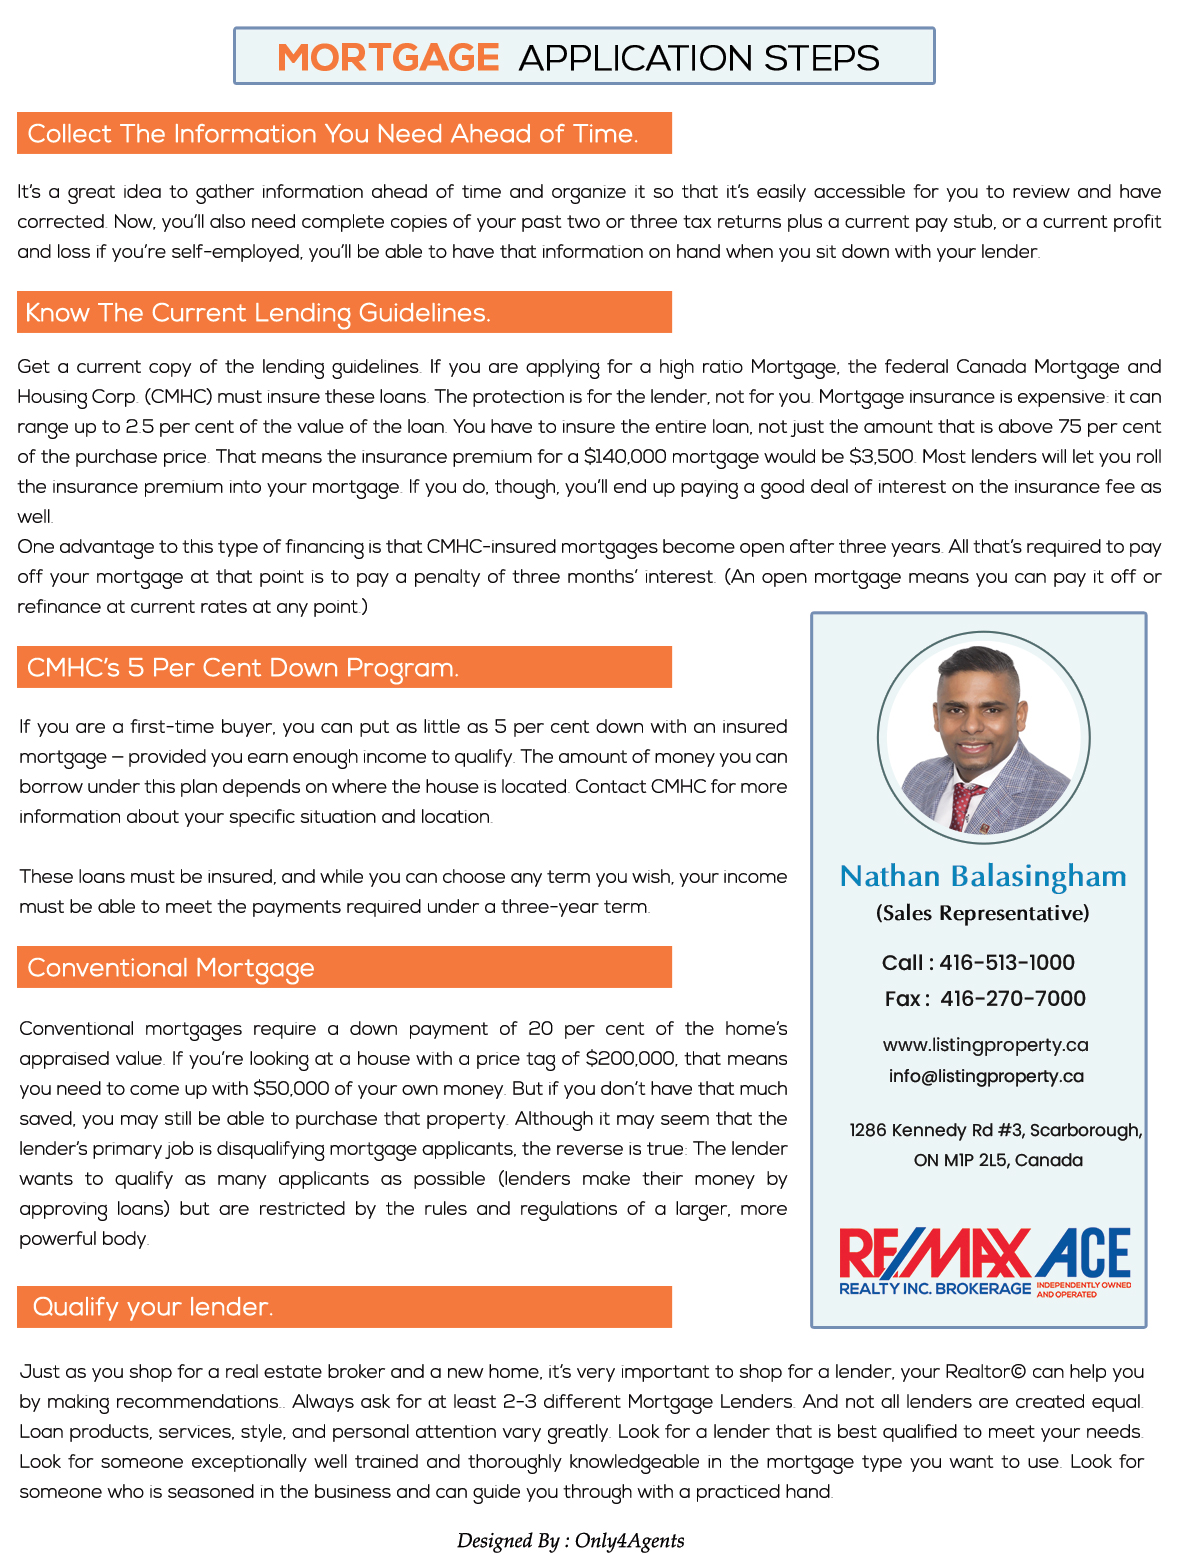 MORTGAGE APPLICATION STEPS
Collect The Information You Need Ahead of Time.
It's a great idea to gather information ahead of time and organize it so that it's easily accessible for you to review and have
corrected. Now, you'll also need complete copies of your past two or three tax returns plus a current pay stub, or a current profit
and loss if you're self-employed, you'll be able to have that information on hand when you sit down with your lender.
Know The Current Lending Guidelines.
Get a current copy of the lending guidelines. If you are applying for a high ratio Mortgage, the federal Canada Mortgage and
Housing Corp. (CMHC) must insure these loans. The protection is for the lender, not for you. Mortgage insurance is expensive: it can
range up to 2.5 per cent of the value of the loan. You have to insure the entire loan, not just the amount that is above 75 per cent
of the purchase price. That means the insurance premium for a $140,000 mortgage would be $3,500. Most lenders will let you roll
the insurance premium into your mortgage. If you do, though, you'll end up paying a good deal of interest on the insurance fee as
well.
One advantage to this type of financing is that CMHC-insured mortgages become open after three years. All that's required to pay
off your mortgage at that point is to pay a penalty of three months' interest. (An open mortgage means you can pay it off or
refinance at current rates at any point.)
CMHC's 5 Per Cent Down Program.
If you are a first-time buyer, you can put as little as 5 per cent down with an insured
mortgage – provided you earn enough income to qualify. The amount of money you can
borrow under this plan depends on where the house is located. Contact CMHC for more
information about your specific situation and location.
These loans must be insured, and while you can choose any term you wish, your income
must be able to meet the payments required under a three-year term.
Conventional Mortgage
Conventional mortgages require a down payment of 20 per cent of the home's
appraised value. If you're looking at a house with a price tag of $200,000, that means
you need to come up with $50,000 of your own money. But if you don't have that much
saved, you may still be able to purchase that property. Although it may seem that the
lender's primary job is disqualifying mortgage applicants, the reverse is true: The lender
wants to qualify as many applicants as possible (lenders make their money by
approving loans) but are restricted by the rules and regulations of a larger, more
powerful body.
Nathan Balasingham
(Sales Representative)
Call : 416-513-1000
Fax : 416-270-7000
www.listingproperty.ca
info@listingproperty.ca
1286 Kennedy Rd #3, Scarborough,
ON M1P 2L5, Canada
RE/MAX ACE
REALTY INC. BROKERAGE INDEPENDENTLY OWNED
AND OPERATED
Qualify your lender.
Just as you shop for a real estate broker and a new home, it's very important to shop for a lender, your Realtor© can help you
by making recommendations.. Always ask for at least 2-3 different Mortgage Lenders. And not all lenders are created equal.
Loan products, services, style, and personal attention vary greatly. Look for a lender that is best qualified to meet your needs.
Look for someone exceptionally well trained and thoroughly knowledgeable in the mortgage type you want to use. Look for
someone who is seasoned in the business and can guide you through with a practiced hand.
Designed By : Only4Agents